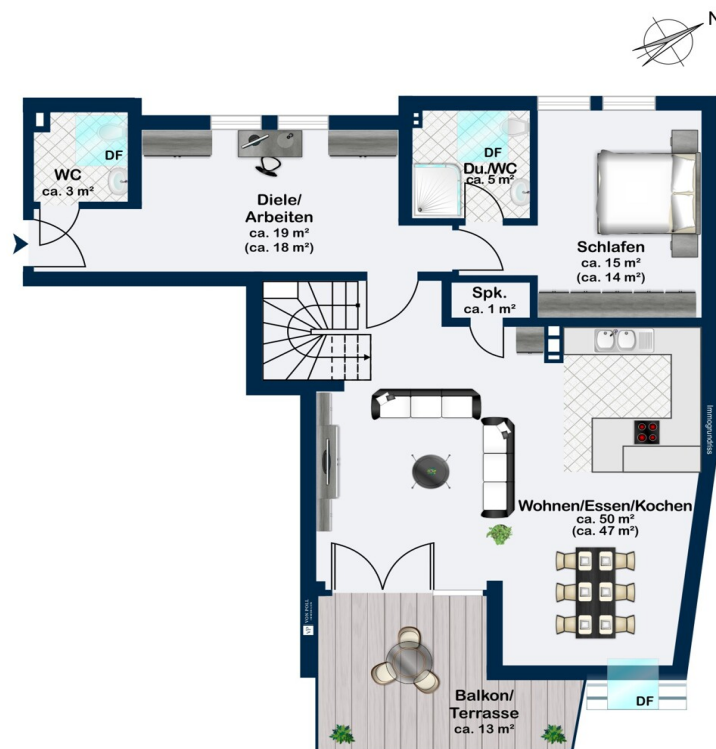 N
DF
WC
ca. 3 m²
DF
Du./WC
ca. 5 m²
Diele/
Arbeiten
ca. 19 m²
(ca. 18 m²)
Schlafen
ca. 15 m²
(ca. 14 m²)
Spk.
ca. 1 m²
Immogrundriss
Wohnen/Essen/Kochen
ca. 50 m²
(ca. 47 m²)
VON POLL
Balkon/
Terrasse
ca. 13 m²
DF